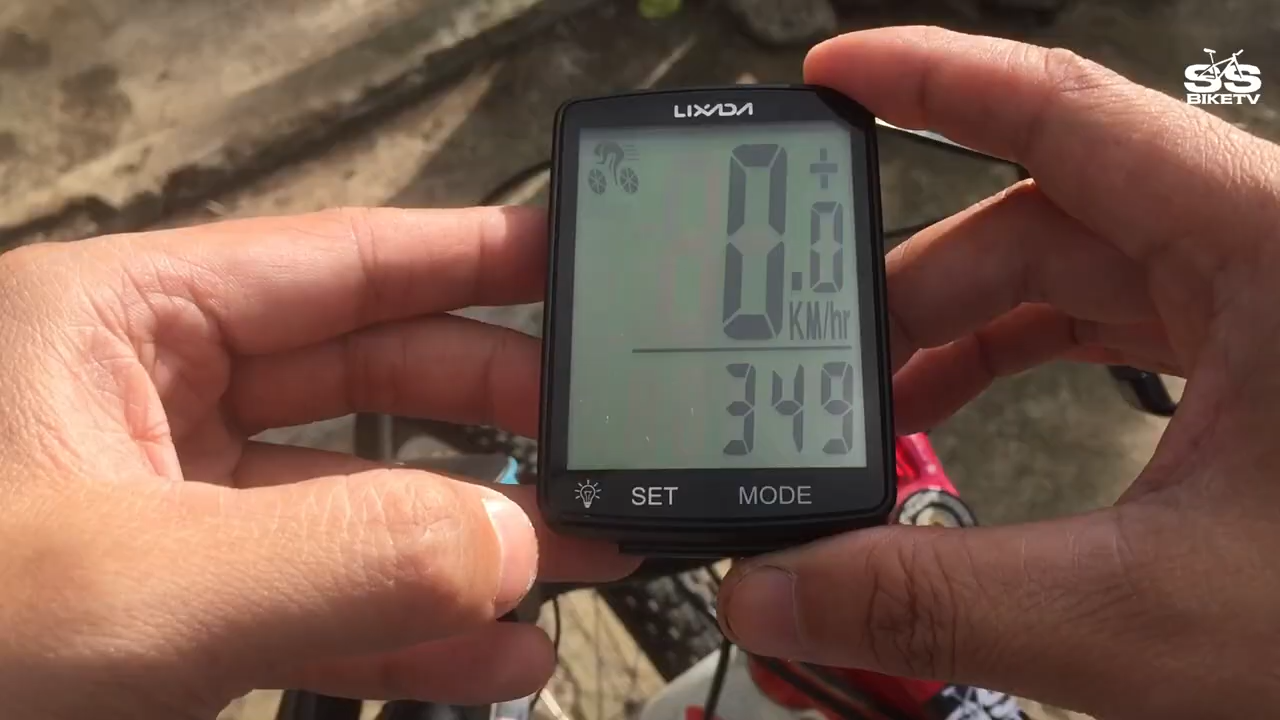 SS
BIKETV
LIXADA
+
0.0
KM/hr
349
SET MODE